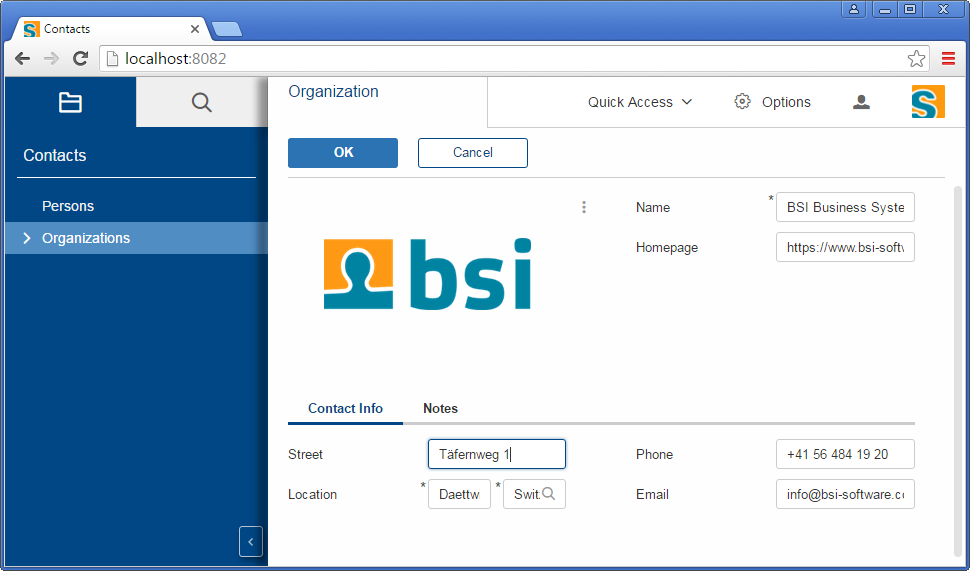 Contacts
localhost:8082
Organization
Quick Access
Options
Contacts
Persons
Organizations
OK
Cancel
bsi
Name * BSI Business Syste
Homepage https://www.bsi-softw
Contact Info Notes
Street Täfernweg 1
Phone +41 56 484 19 20
Location * Daettw * Swit
Email info@bsi-software.co